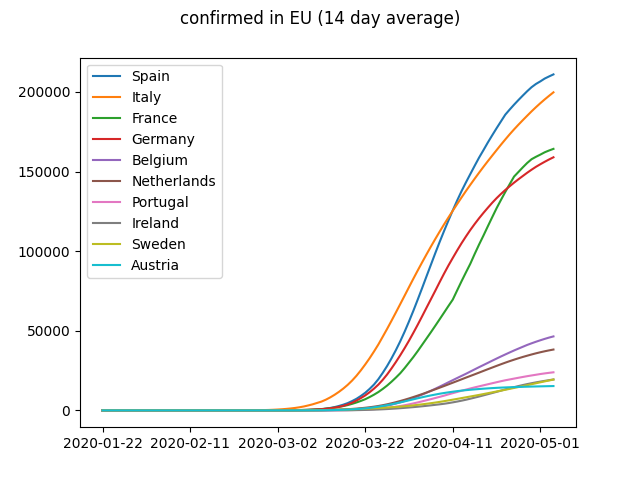 confirmed in EU (14 day average)
200000
150000
100000
50000
0
Spain
Italy
France
Germany
Belgium
Netherlands
Portugal
Ireland
Sweden
Austria
2020-01-22 2020-02-11 2020-03-02 2020-03-22 2020-04-11 2020-05-01